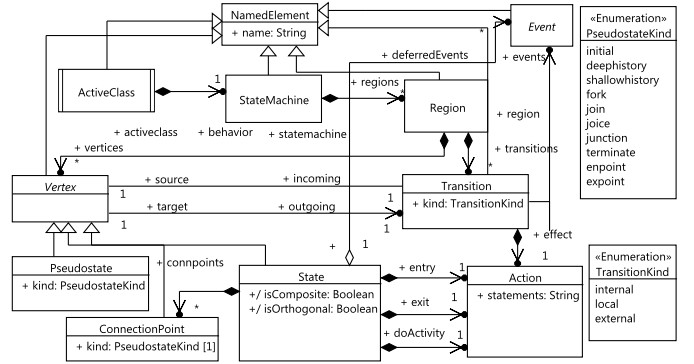 NamedElement
+ name: String
Event
«Enumeration»
PseudostateKind
initial
deephistory
shallowhistory
fork
join
joice
junction
terminate
enpoint
expoint
*
+ deferredEvents
+ events
ActiveClass
1
StateMachine
+ regions
*
Region
+ region
+ activeclass
+ behavior
+ statemachine
+ vertices
*
+ transitions
*
Vertex
1
+ source
+ incoming
Transition
+ kind: TransitionKind
1
+ target
+ outgoing
1
1
1
+ effect
1
+
1
«Enumeration»
TransitionKind
internal
local
external
Pseudostate
+ kind: PseudostateKind
+ connpoints
*
State
+/ isComposite: Boolean
+/ isOrthogonal: Boolean
+ entry
1
+ exit
1
+ doActivity
1
Action
+ statements: String
ConnectionPoint
+ kind: PseudostateKind [1]